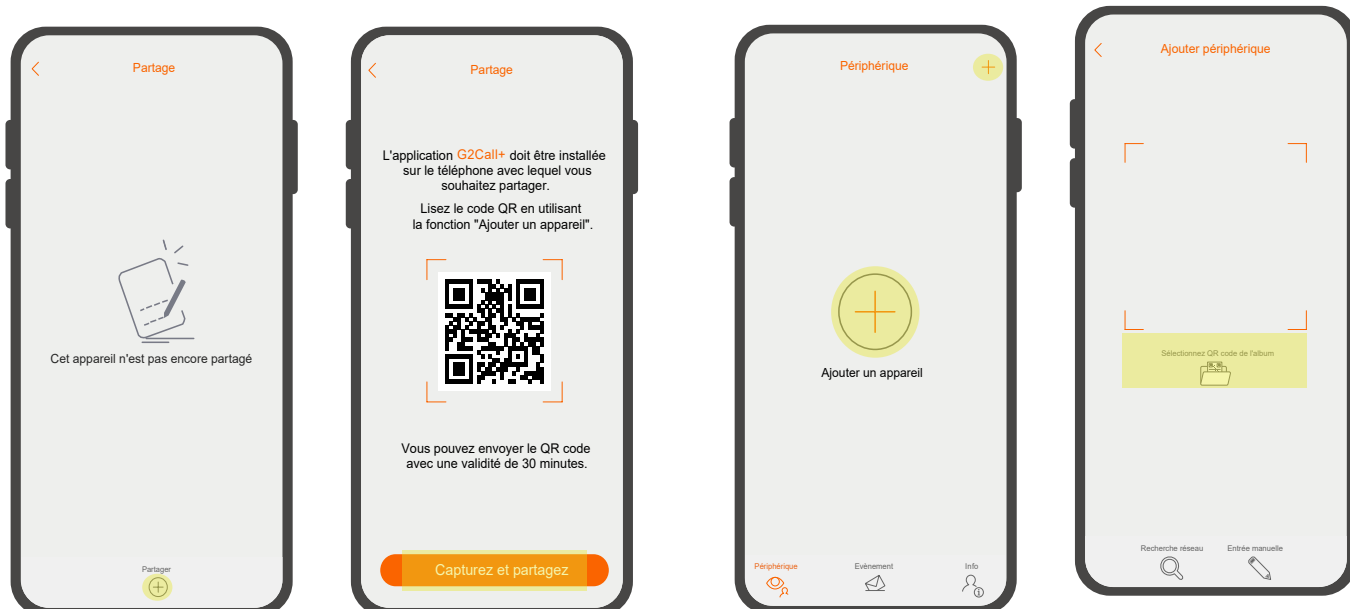 Partage
Cet appareil n'est pas encore partagé
Partager
Partage
L'application G2Call+ doit être installée
sur le téléphone avec lequel vous
souhaitez partager.
Lisez le code QR en utilisant
la fonction "Ajouter un appareil".
Vous pouvez envoyer le QR code
avec une validité de 30 minutes.
Capturez et partagez
Périphérique
Ajouter un appareil
Périphérique
Evènement
Info
Ajouter périphérique
Sélectionnez QR code de l'album
Recherche réseau
Entrée manuelle